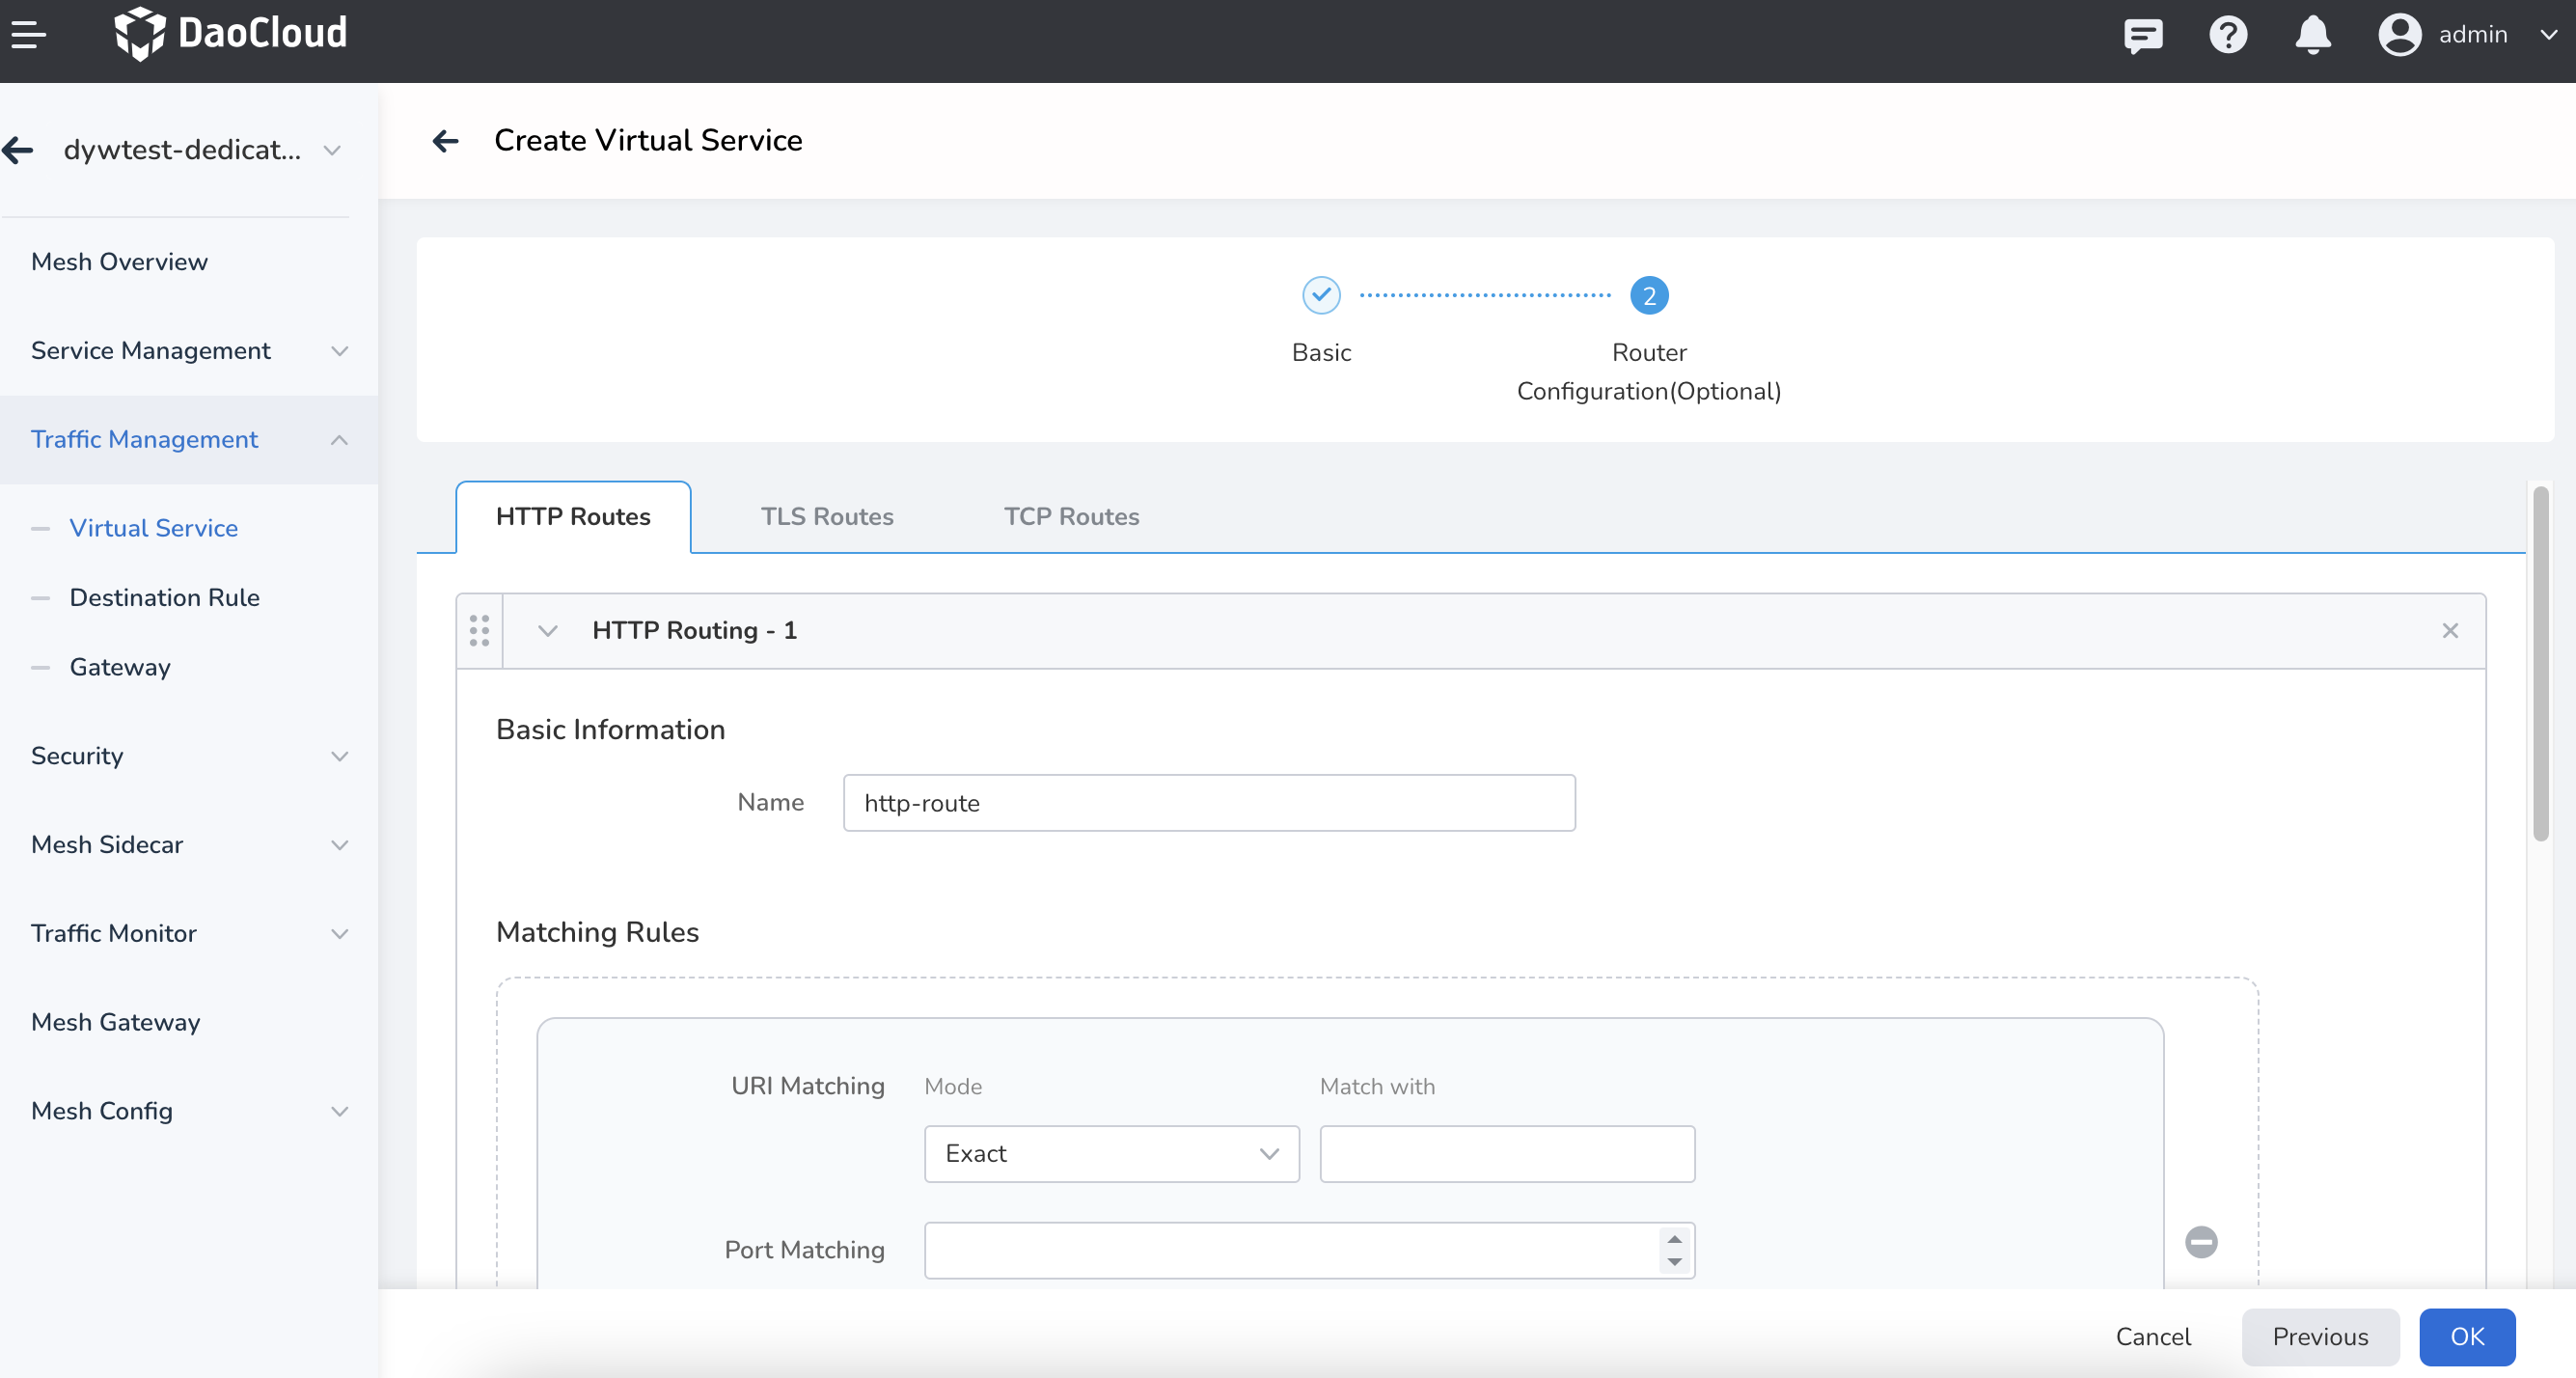 DaoCloud
admin
dywtest-dedicat...
Create Virtual Service
Mesh Overview
Service Management
Traffic Management
Virtual Service
Destination Rule
Gateway
Security
Mesh Sidecar
Traffic Monitor
Mesh Gateway
Mesh Config
2
Basic
Router
Configuration(Optional)
HTTP Routes
TLS Routes
TCP Routes
HTTP Routing - 1
Basic Information
Name
http-route
Matching Rules
URI Matching
Mode
Match with
Exact
Port Matching
Cancel
Previous
OK